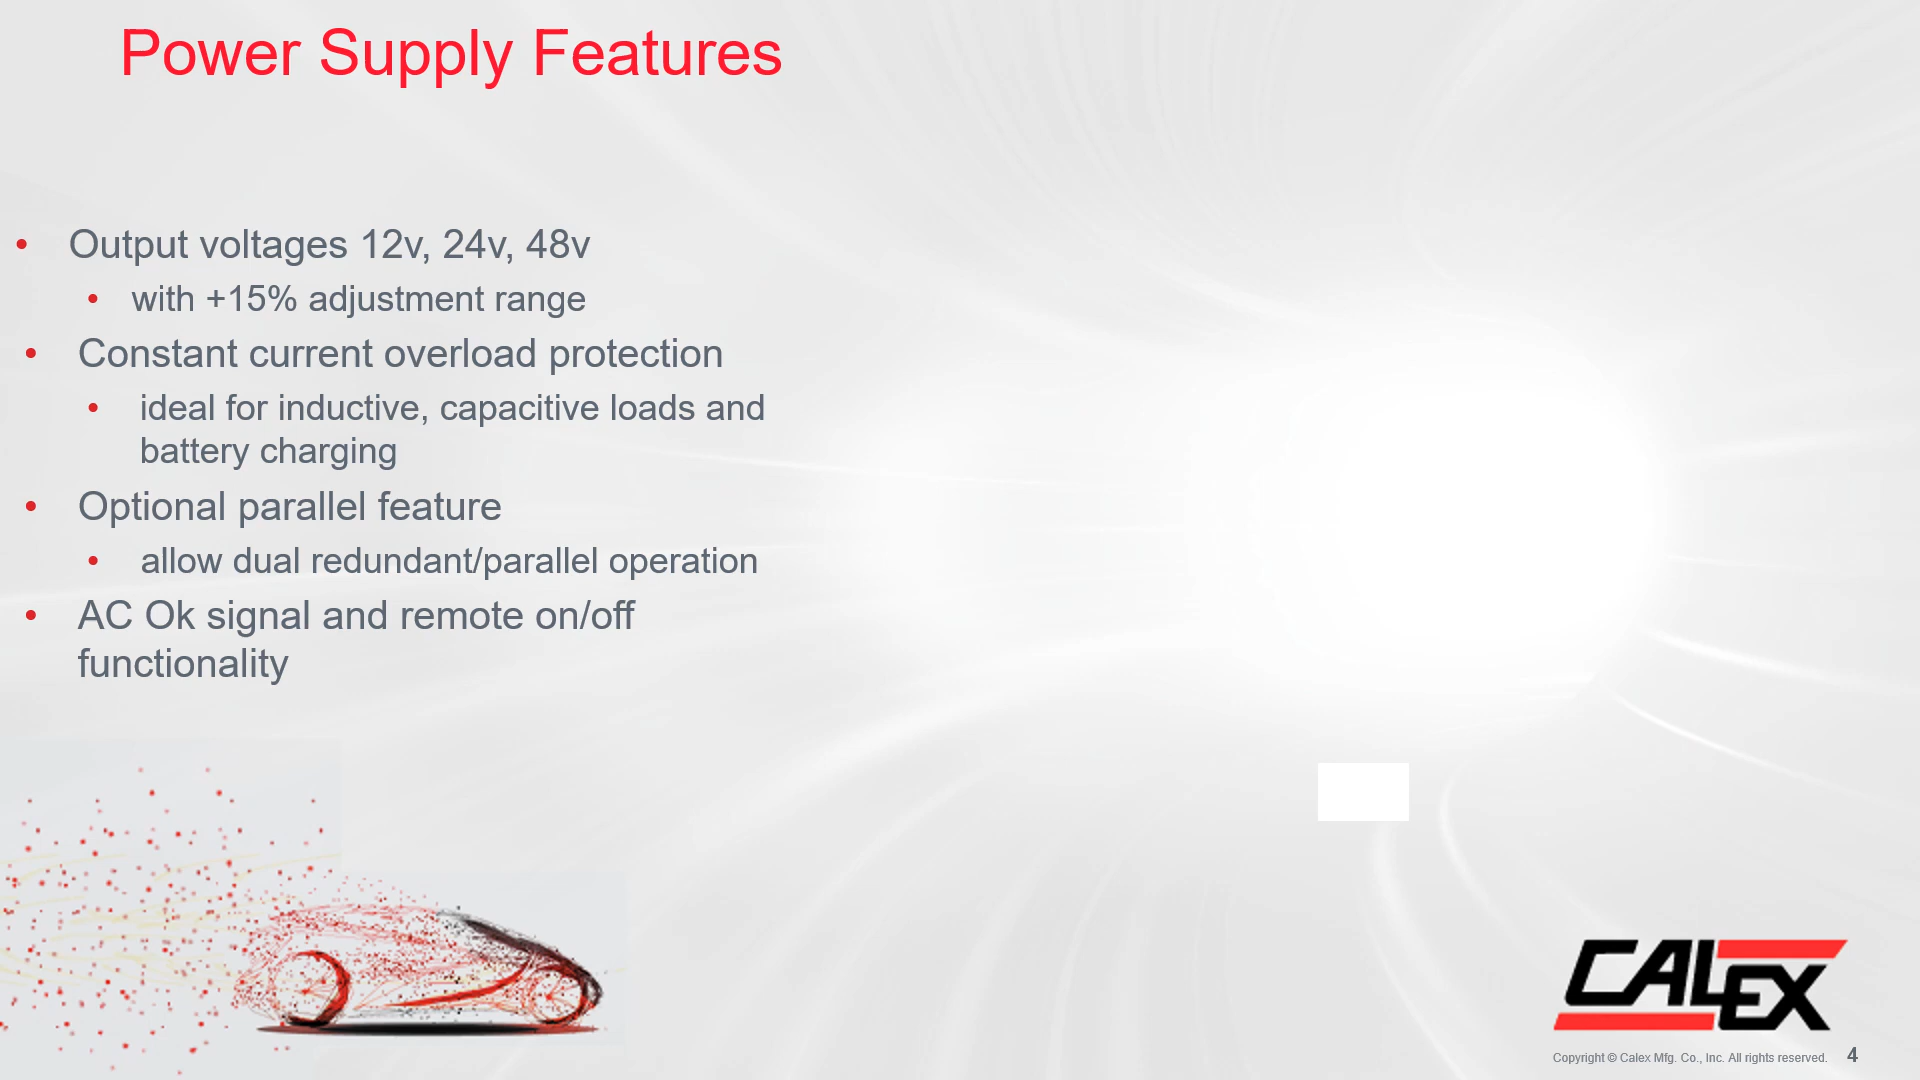 Power Supply Features
• Output voltages 12v, 24v, 48v
• with +15% adjustment range
• Constant current overload protection
• ideal for inductive, capacitive loads and
battery charging
• Optional parallel feature
• allow dual redundant/parallel operation
• AC Ok signal and remote on/off
functionality
CALEX
Copyright © Calex Mfg. Co., Inc. All rights reserved. 4